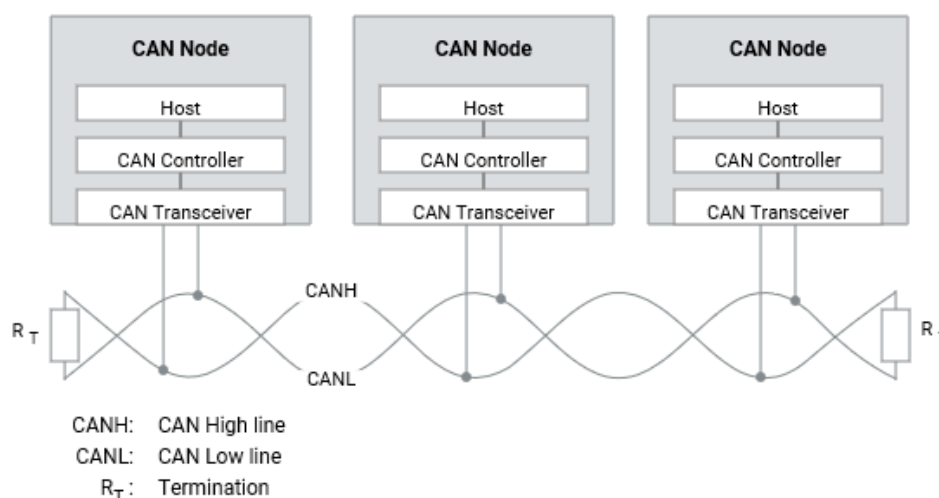 CAN Node CAN Node CAN Node
Host Host Host
CAN Controller CAN Controller CAN Controller
CAN Transceiver CAN Transceiver CAN Transceiver
CANH
R T R
CANL
CANH: CAN High line
CANL: CAN Low line
R T : Termination